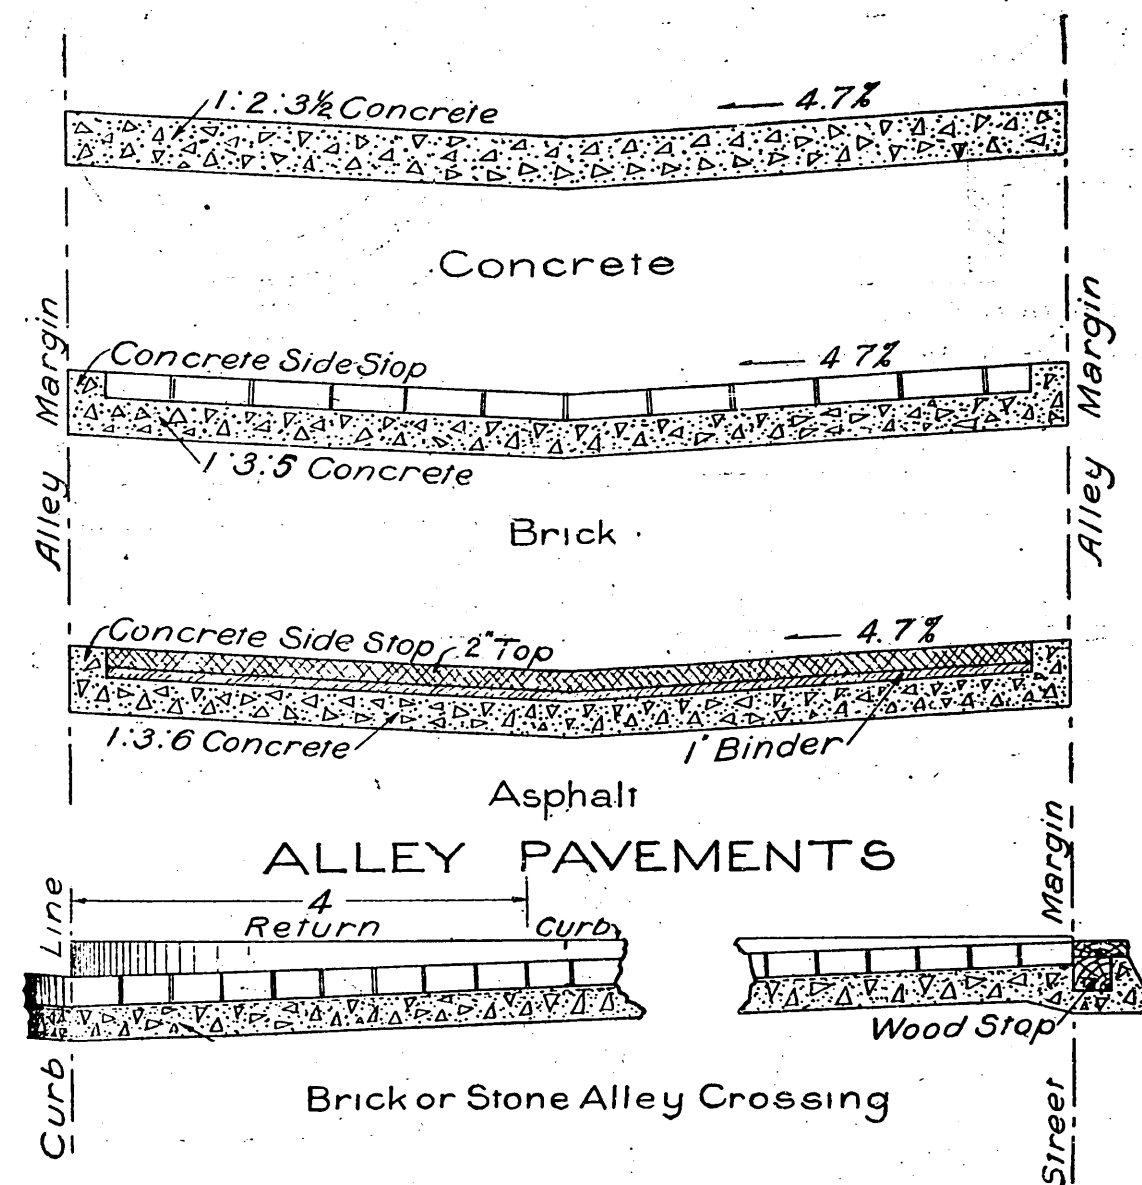 1:2:3½ Concrete
4.7%
Concrete
Alley Margin
Alley Margin
Concrete Side Stop
4 7%
1:3:5 Concrete
Brick
Concrete Side Stop
2" Top
4.7%
1:3:6 Concrete
1" Binder
Asphalt
ALLEY PAVEMENTS
Curb Line
4
Return
Curb
Street Margin
Wood Stop
Brick or Stone Alley Crossing